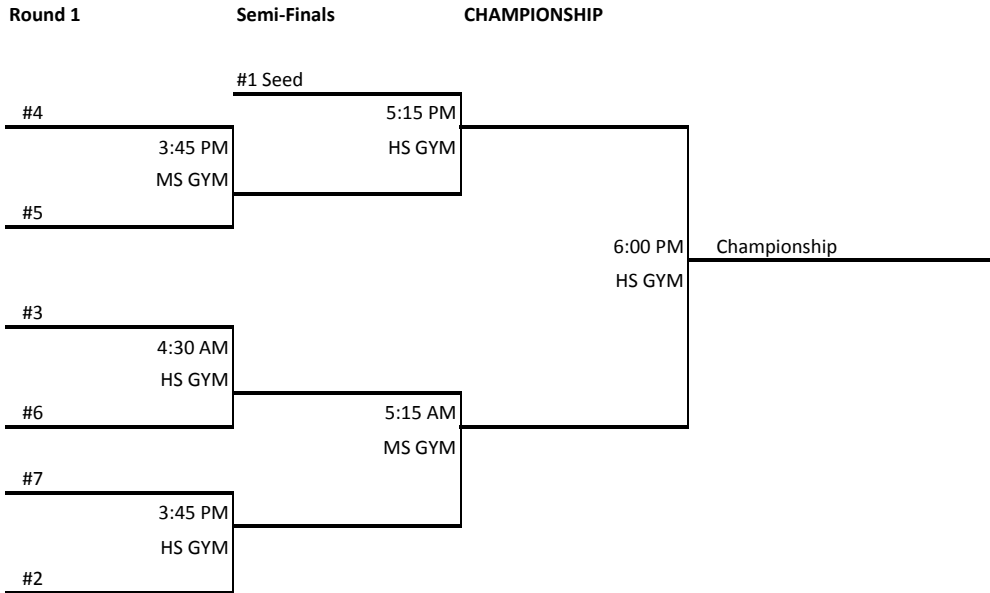 Round 1
Semi-Finals
CHAMPIONSHIP
#1 Seed
#4
5:15 PM
3:45 PM
HS GYM
MS GYM
#5
6:00 PM
Championship
HS GYM
#3
4:30 AM
HS GYM
#6
5:15 AM
MS GYM
#7
3:45 PM
HS GYM
#2